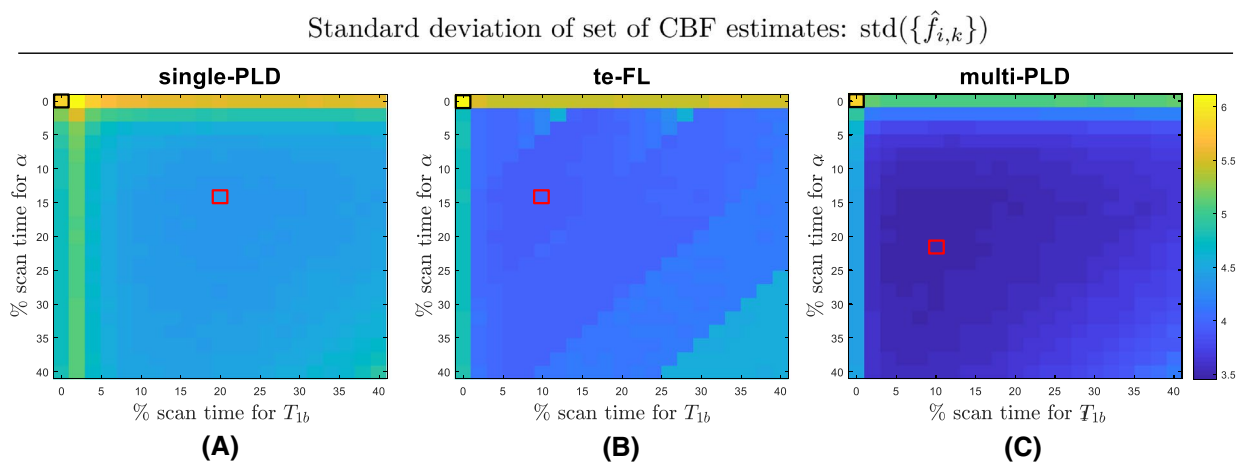 Standard deviation of set of CBF estimates: std({f̂_{i,k}})
single-PLD
te-FL
multi-PLD
0
5
10
15
20
25
30
35
40
% scan time for α
0 5 10 15 20 25 30 35 40
% scan time for T_{1b}
(A)
0
5
10
15
20
25
30
35
40
% scan time for α
0 5 10 15 20 25 30 35 40
% scan time for T_{1b}
(B)
0
5
10
15
20
25
30
35
40
% scan time for α
0 5 10 15 20 25 30 35 40
% scan time for T_{1b}
(C)
6
5.5
5
4.5
4
3.5